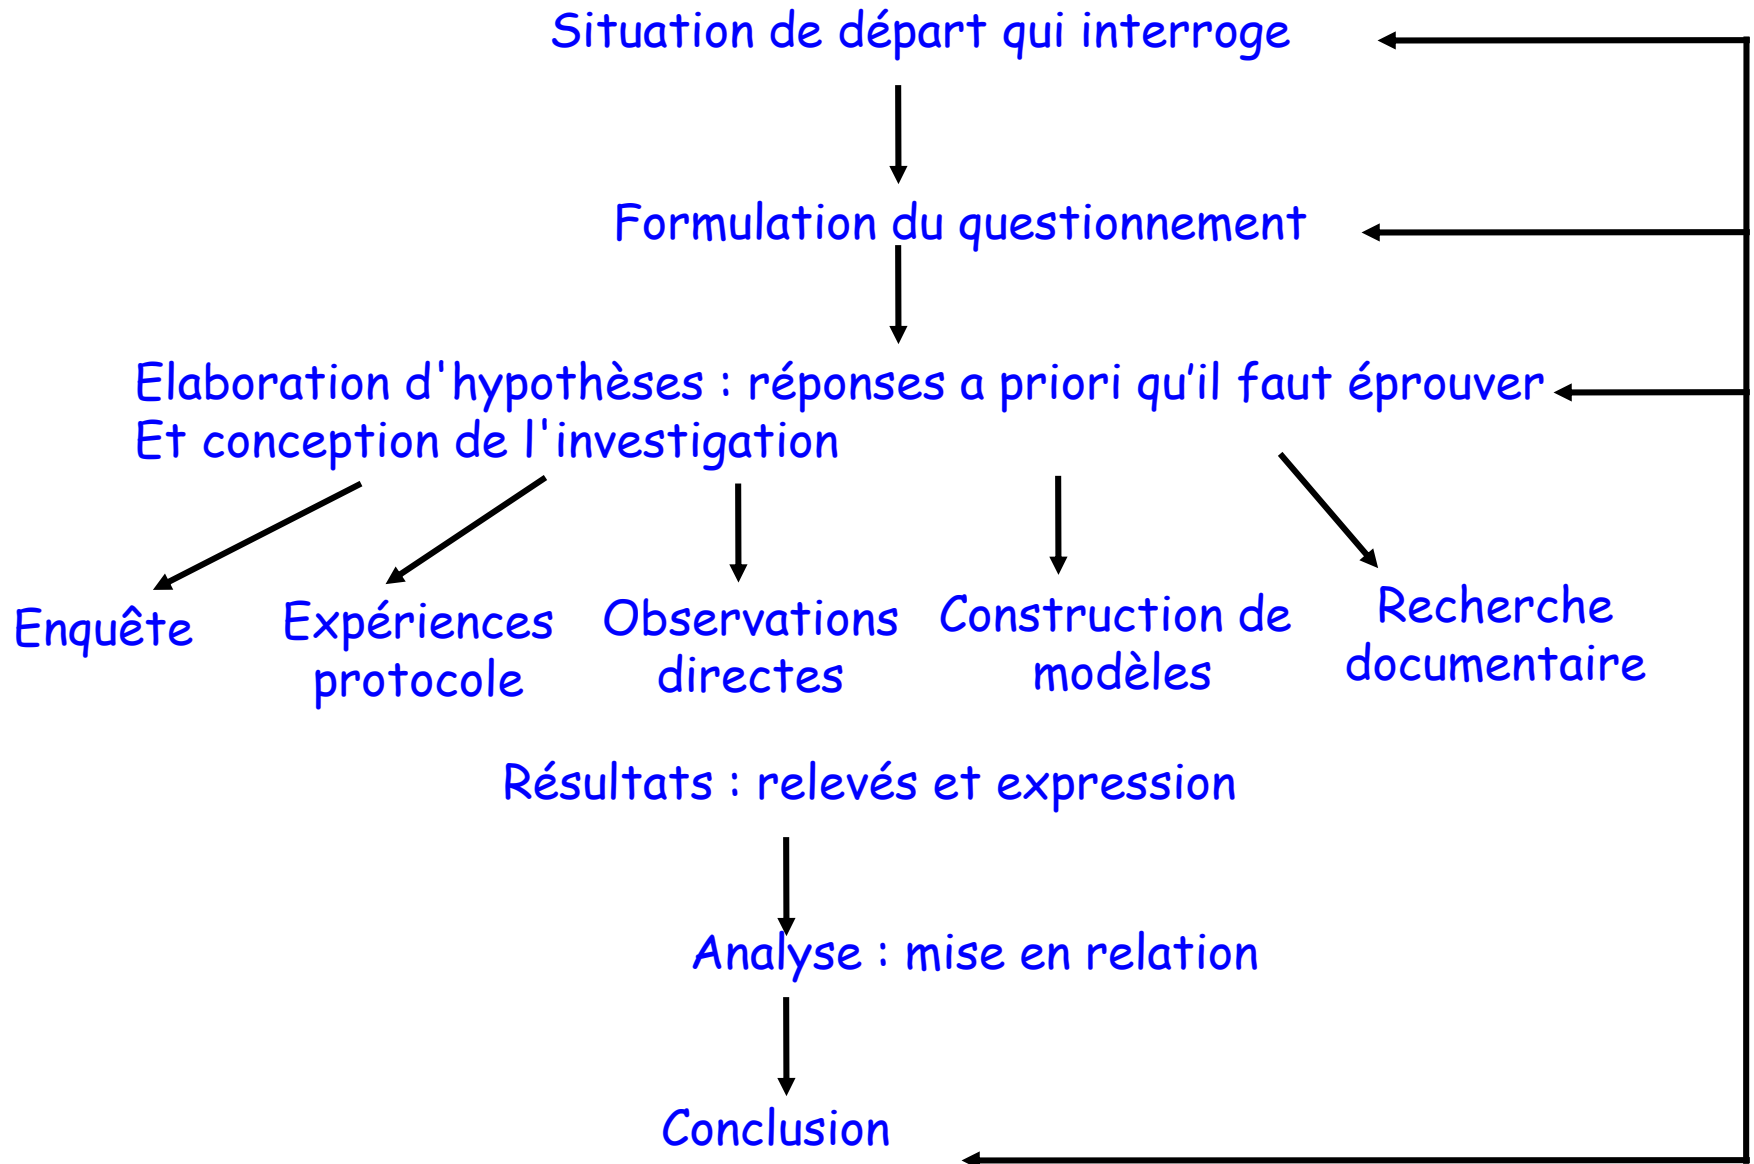 Situation de départ qui interroge
Formulation du questionnement
Elaboration d'hypothèses : réponses a priori qu’il faut éprouver
Et conception de l'investigation
Enquête
Expériences
protocole
Observations
directes
Construction de
modèles
Recherche
documentaire
Résultats : relevés et expression
Analyse : mise en relation
Conclusion